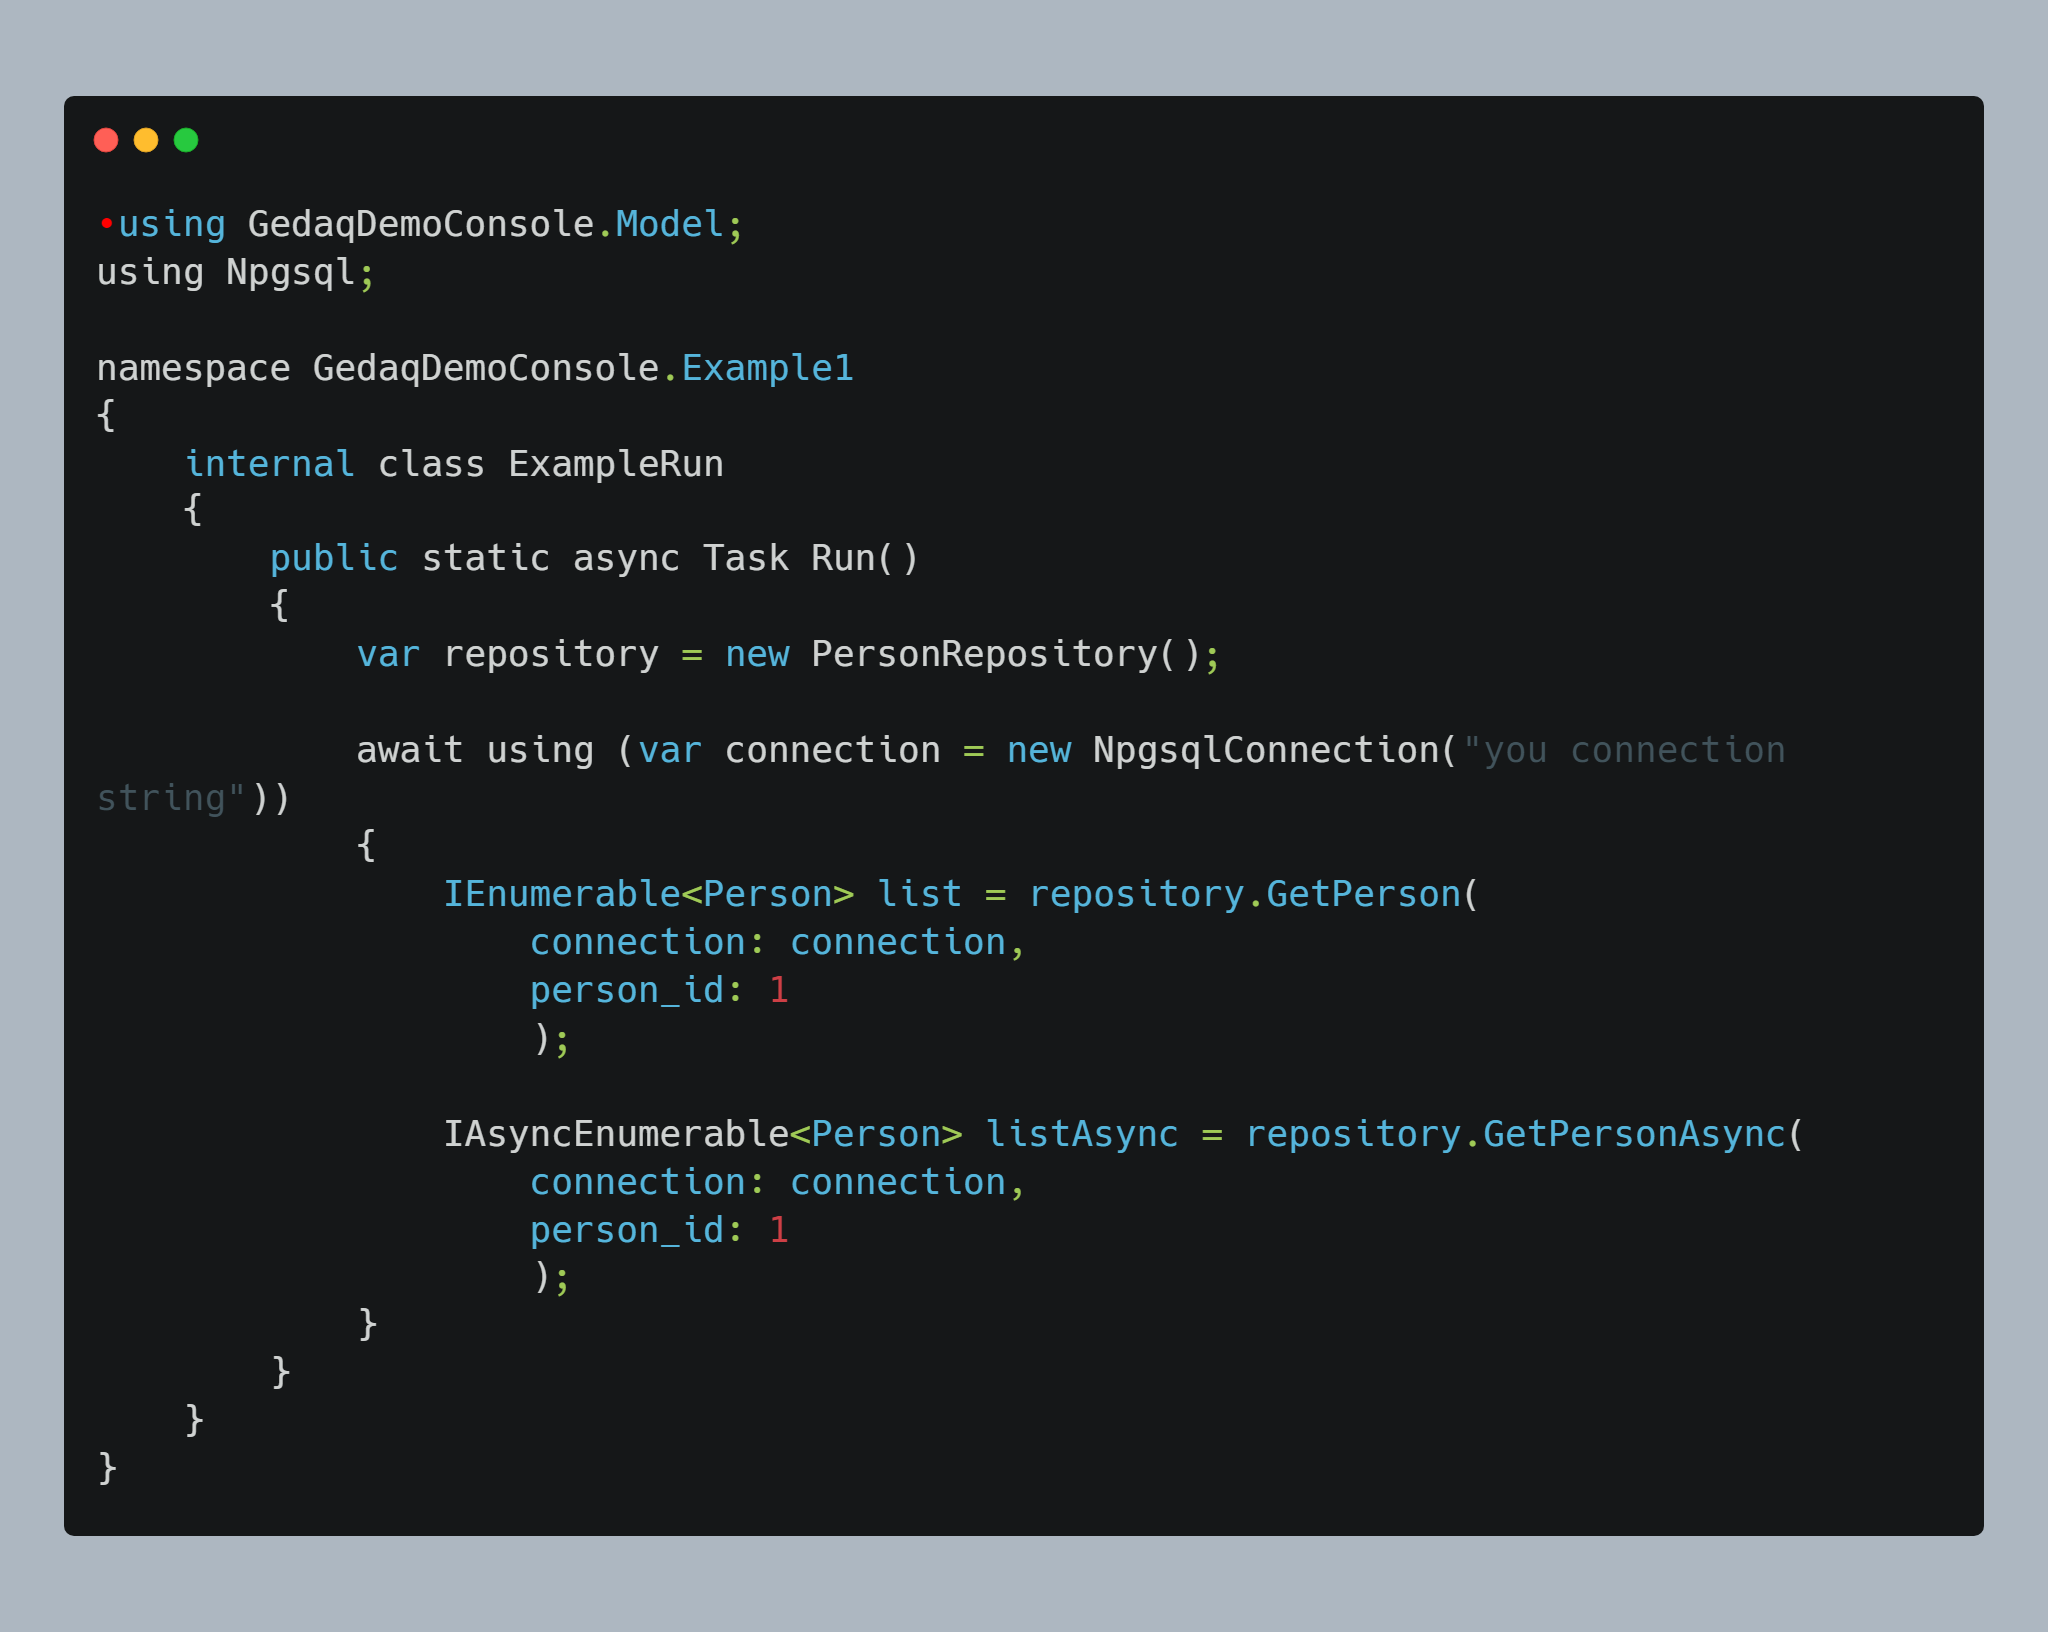 •using GedaqDemoConsole.Model;
using Npgsql;

namespace GedaqDemoConsole.Example1
{
    internal class ExampleRun
    {
        public static async Task Run()
        {
            var repository = new PersonRepository();

            await using (var connection = new NpgsqlConnection("you connection
string"))
            {
                IEnumerable<Person> list = repository.GetPerson(
                    connection: connection,
                    person_id: 1
                    );

                IAsyncEnumerable<Person> listAsync = repository.GetPersonAsync(
                    connection: connection,
                    person_id: 1
                    );
            }
        }
    }
}